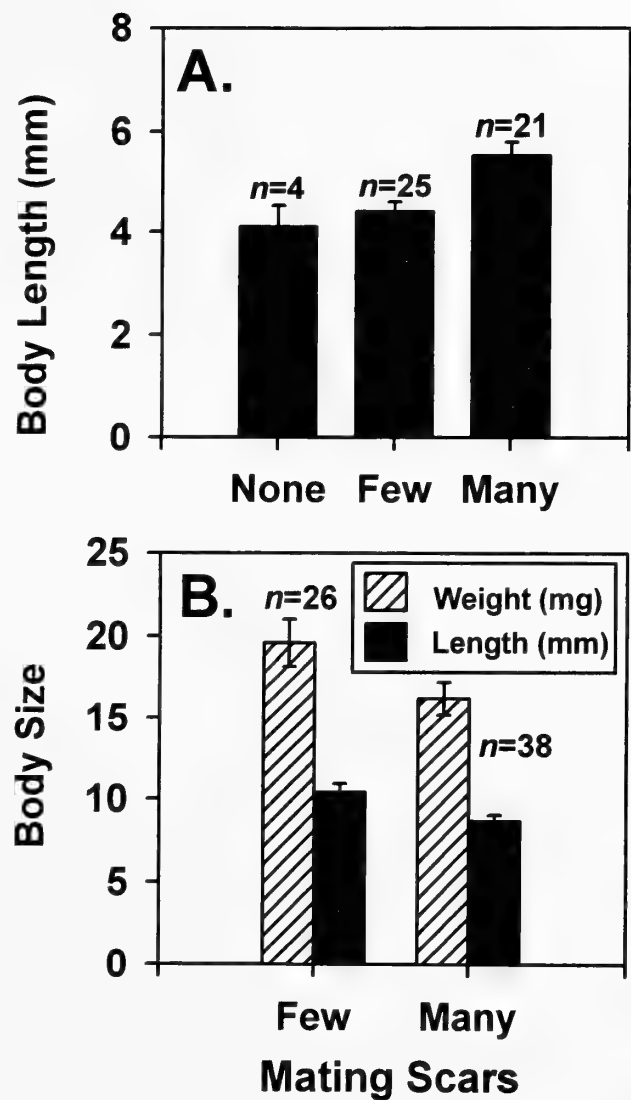 A.
Body Length (mm)
8
6
4
2
0
n=4
n=25
n=21
None Few Many
B.
Body Size
25
20
15
10
5
0
n=26
n=38
Weight (mg)
Length (mm)
Few Many
Mating Scars